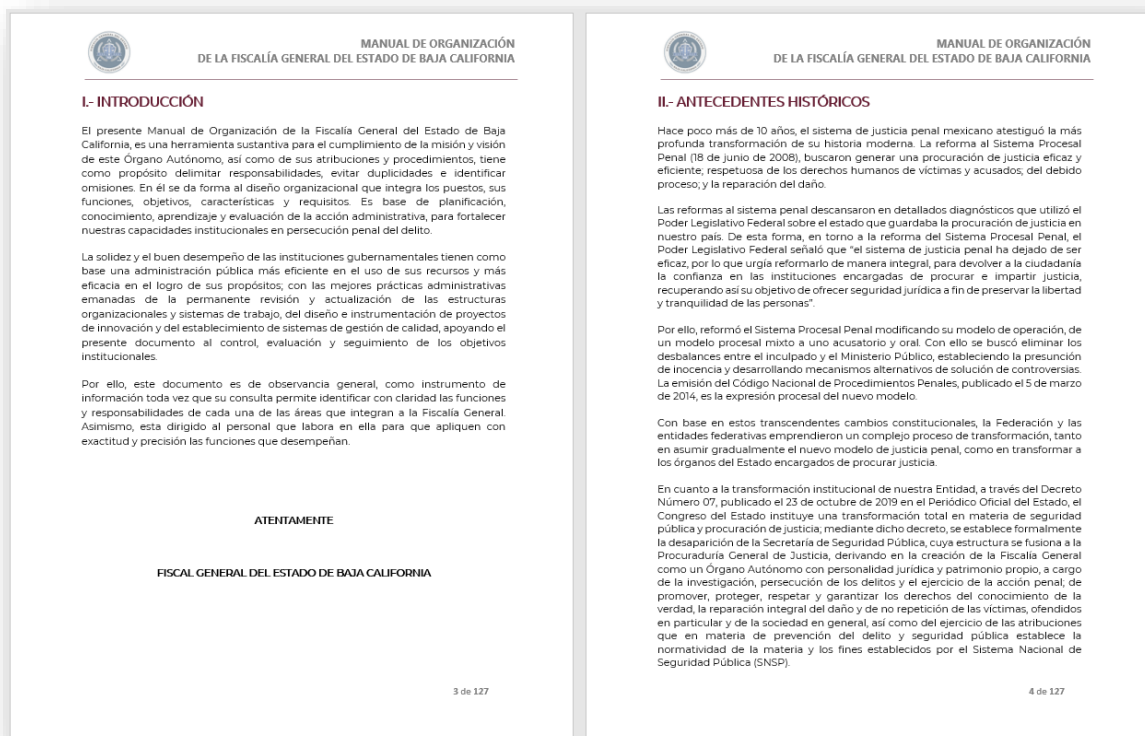 MANUAL DE ORGANIZACIÓN
DE LA FISCALÍA GENERAL DEL ESTADO DE BAJA CALIFORNIA
I.- INTRODUCCIÓN
El presente Manual de Organización de la Fiscalía General del Estado de Baja
California, es una herramienta sustantiva para el cumplimiento de la misión y visión
de este Órgano Autónomo, así como de sus atribuciones y procedimientos, tiene
como propósito delimitar responsabilidades, evitar duplicidades e identificar
omisiones. En él se da forma al diseño organizacional que integra los puestos, sus
funciones, objetivos, características y requisitos. Es base de planificación,
conocimiento, aprendizaje y evaluación de la acción administrativa, para fortalecer
nuestras capacidades institucionales en persecución penal del delito.
La solidez y el buen desempeño de las instituciones gubernamentales tienen como
base una administración pública más eficiente en el uso de sus recursos y más
eficacia en el logro de sus propósitos; con las mejores prácticas administrativas
emanadas de la permanente revisión y actualización de las estructuras
organizacionales y sistemas de trabajo, del diseño e instrumentación de proyectos
de innovación y del establecimiento de sistemas de gestión de calidad, apoyando el
presente documento al control, evaluación y seguimiento de los objetivos
institucionales.
Por ello, este documento es de observancia general, como instrumento de
información toda vez que su consulta permite identificar con claridad las funciones
y responsabilidades de cada una de las áreas que integran a la Fiscalía General.
Asimismo, esta dirigido al personal que labora en ella para que apliquen con
exactitud y precisión las funciones que desempeñan.
ATENTAMENTE
FISCAL GENERAL DEL ESTADO DE BAJA CALIFORNIA
3 de 127
MANUAL DE ORGANIZACIÓN
DE LA FISCALÍA GENERAL DEL ESTADO DE BAJA CALIFORNIA
II.- ANTECEDENTES HISTÓRICOS
Hace poco más de 10 años, el sistema de justicia penal mexicano atestiguó la más
profunda transformación de su historia moderna. La reforma al Sistema Procesal
Penal (18 de junio de 2008), buscaron generar una procuración de justicia eficaz y
eficiente; respetuosa de los derechos humanos de víctimas y acusados; del debido
proceso; y la reparación del daño.
Las reformas al sistema penal descansaron en detallados diagnósticos que utilizó el
Poder Legislativo Federal sobre el estado que guardaba la procuración de justicia en
nuestro país. De esta forma, en torno a la reforma del Sistema Procesal Penal, el
Poder Legislativo Federal señaló que "el sistema de justicia penal ha dejado de ser
eficaz, por lo que urgía reformarlo de manera integral, para devolver a la ciudadanía
la confianza en las instituciones encargadas de procurar e impartir justicia,
recuperando así su objetivo de ofrecer seguridad jurídica a fin de preservar la libertad
y tranquilidad de las personas".
Por ello, reformó el Sistema Procesal Penal modificando su modelo de operación, de
un modelo procesal mixto a uno acusatorio y oral. Con ello se buscó eliminar los
desbalances entre el inculpado y el Ministerio Público, estableciendo la presunción
de inocencia y desarrollando mecanismos alternativos de solución de controversias.
La emisión del Código Nacional de Procedimientos Penales, publicado el 5 de marzo
de 2014, es la expresión procesal del nuevo modelo.
Con base en estos transcendentes cambios constitucionales, la Federación y las
entidades federativas emprendieron un complejo proceso de transformación, tanto
en asumir gradualmente el nuevo modelo de justicia penal, como en transformar a
los órganos del Estado encargados de procurar justicia.
En cuanto a la transformación institucional de nuestra Entidad, a través del Decreto
Número 07, publicado el 23 de octubre de 2019 en el Periódico Oficial del Estado, el
Congreso del Estado instituye una transformación total en materia de seguridad
pública y procuración de justicia; mediante dicho decreto, se establece formalmente
la desaparición de la Secretaría de Seguridad Pública, cuya estructura se fusiona a la
Procuraduría General de Justicia, derivando en la creación de la Fiscalía General
como un Órgano Autónomo con personalidad jurídica y patrimonio propio, a cargo
de la investigación, persecución de los delitos y el ejercicio de la acción penal; de
promover, proteger, respetar y garantizar los derechos del conocimiento de la
verdad, la reparación integral del daño y de no repetición de las víctimas, ofendidos
en particular y de la sociedad en general, así como del ejercicio de las atribuciones
que en materia de prevención del delito y seguridad pública establece la
normatividad de la materia y los fines establecidos por el Sistema Nacional de
Seguridad Pública (SNSP).
4 de 127